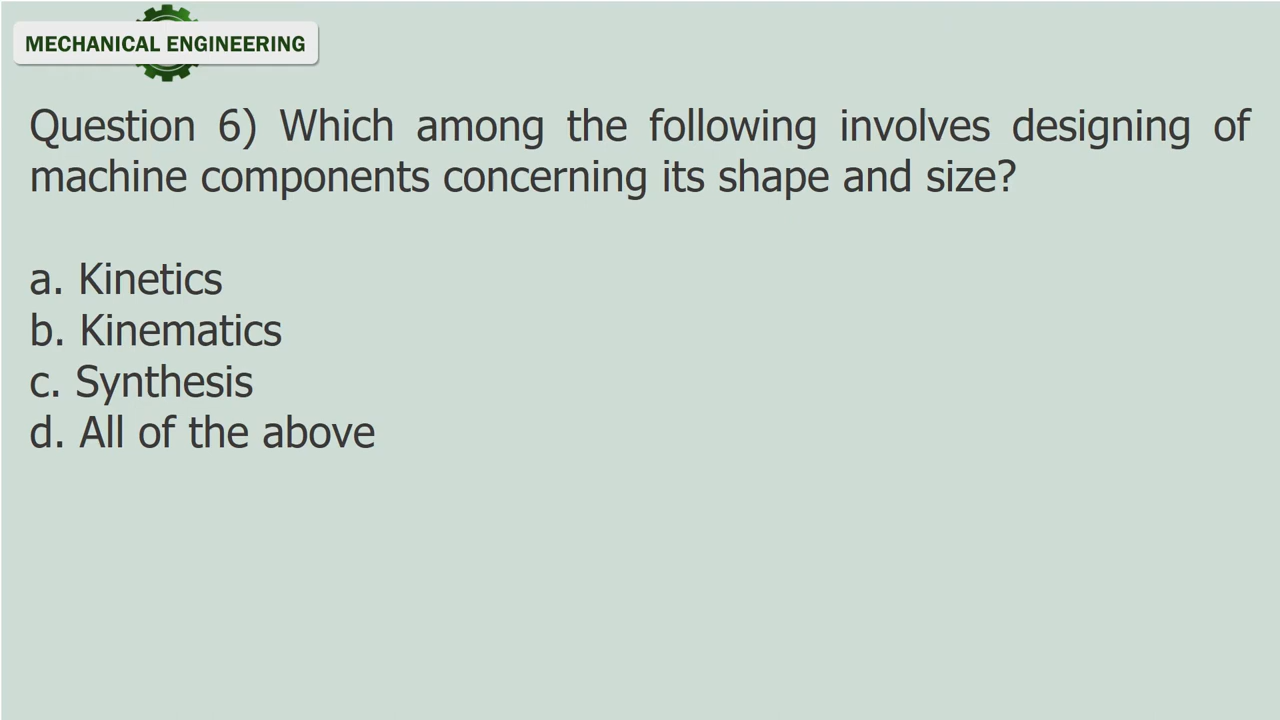 MECHANICAL ENGINEERING
Question 6) Which among the following involves designing of
machine components concerning its shape and size?
a. Kinetics
b. Kinematics
c. Synthesis
d. All of the above